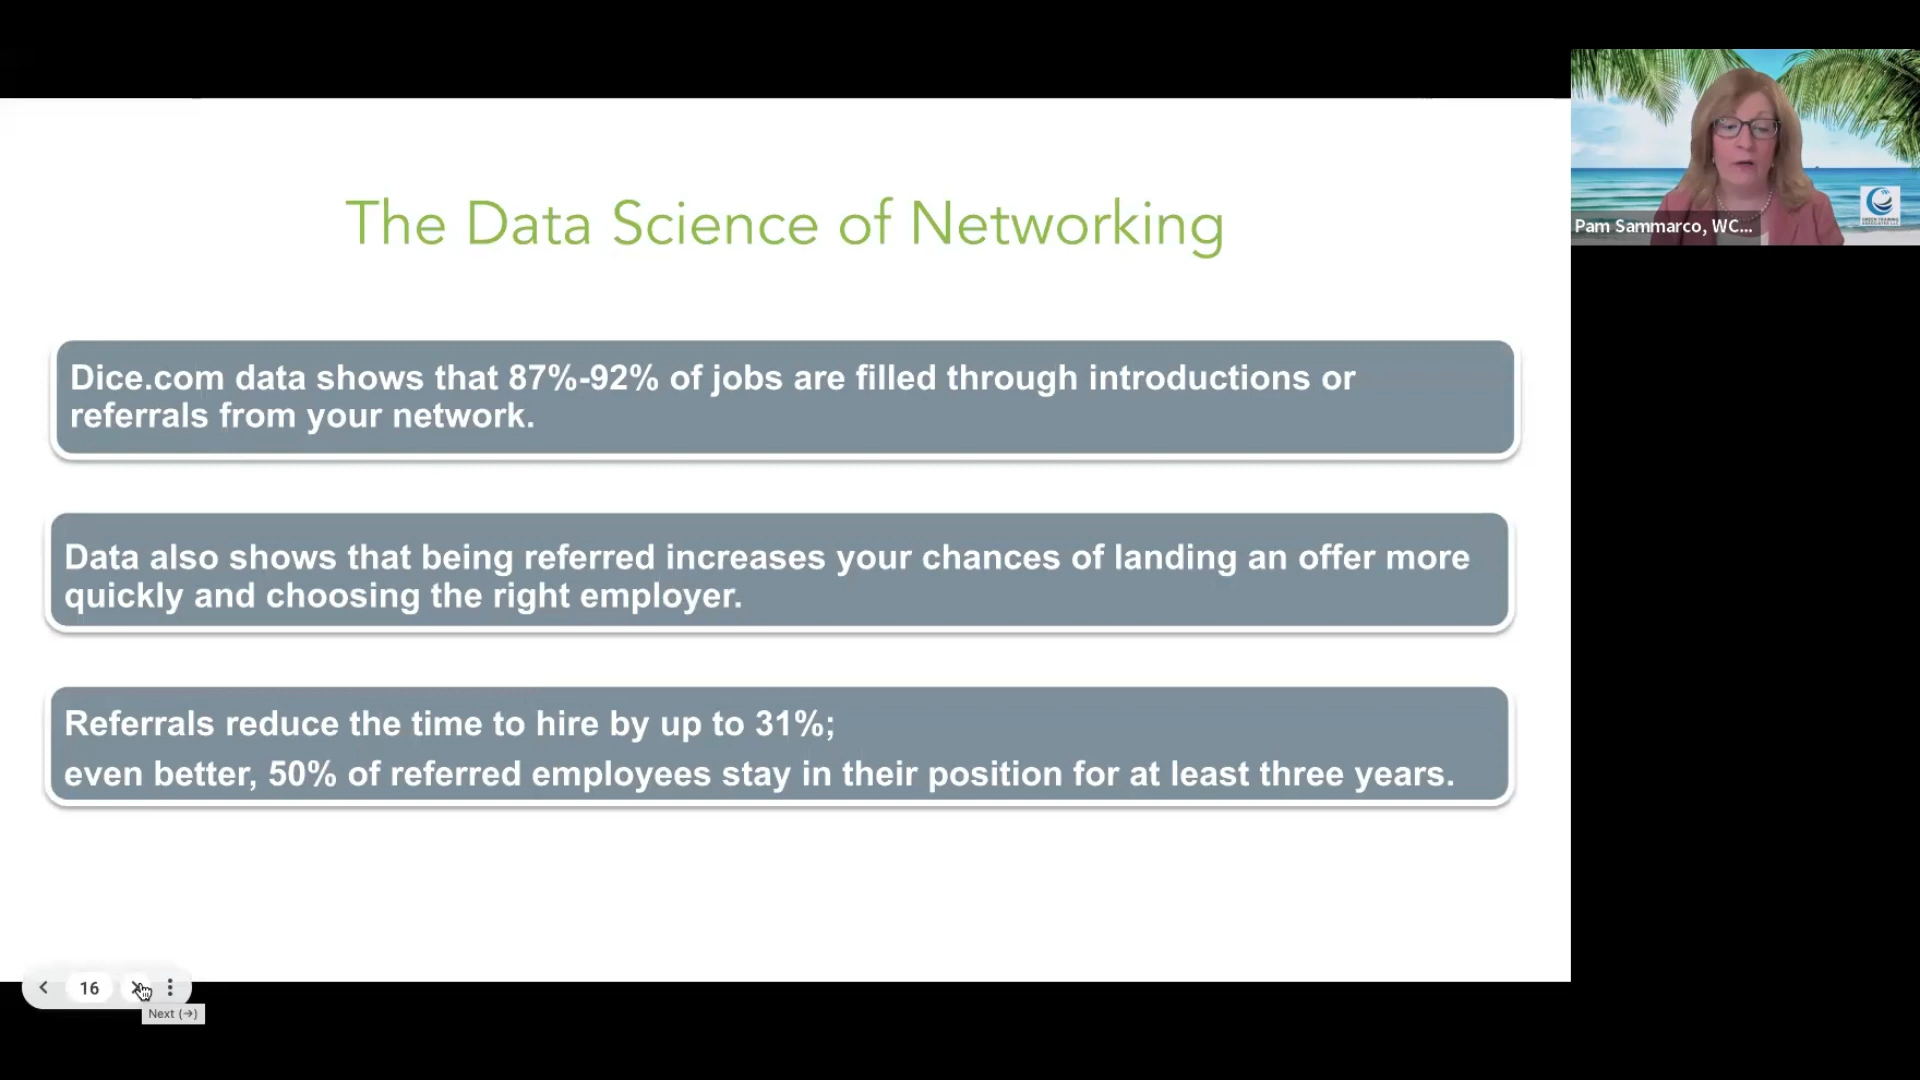 The Data Science of Networking
Dice.com data shows that 87%-92% of jobs are filled through introductions or
referrals from your network.
Data also shows that being referred increases your chances of landing an offer more
quickly and choosing the right employer.
Referrals reduce the time to hire by up to 31%;
even better, 50% of referred employees stay in their position for at least three years.
Pam Sammarco, WC...
16
Next (→)